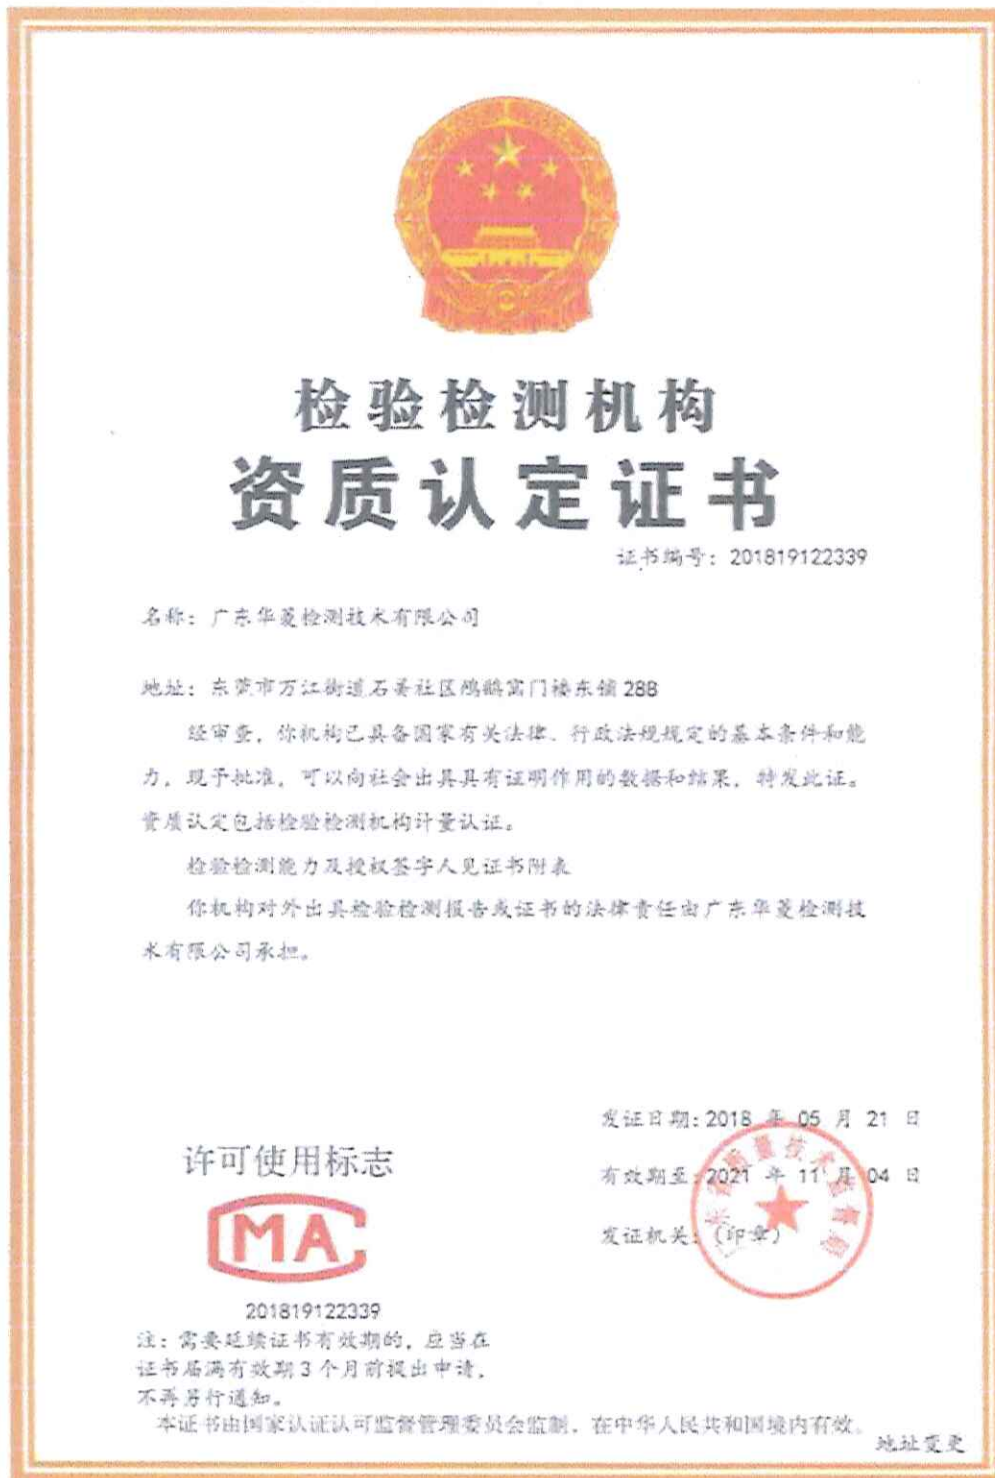 检验检测机构
资质认定证书
证书编号：201819122339
名称：广东华菱检测技术有限公司
地址：东莞市万江街道石美社区鸬鹚窝门楼东铺288
经审查，你机构已具备国家有关法律、行政法规规定的基本条件和能
力，现予批准，可以向社会出具具有证明作用的数据和结果，特发此证。
资质认定包括检验检测机构计量认证。
检验检测能力及授权签字人见证书附表
你机构对外出具检验检测报告或证书的法律责任由广东华菱检测技
术有限公司承担。
发证日期:2018 年 05 月 21 日
有效期至:2021 年 11 月 04 日
发证机关:（印章）
广东省质量技术监督局
许可使用标志
MA
201819122339
注：需要延续证书有效期的，应当在
证书届满有效期3个月前提出申请，
不再另行通知。
本证书由国家认证认可监督管理委员会监制，在中华人民共和国境内有效。
地址变更